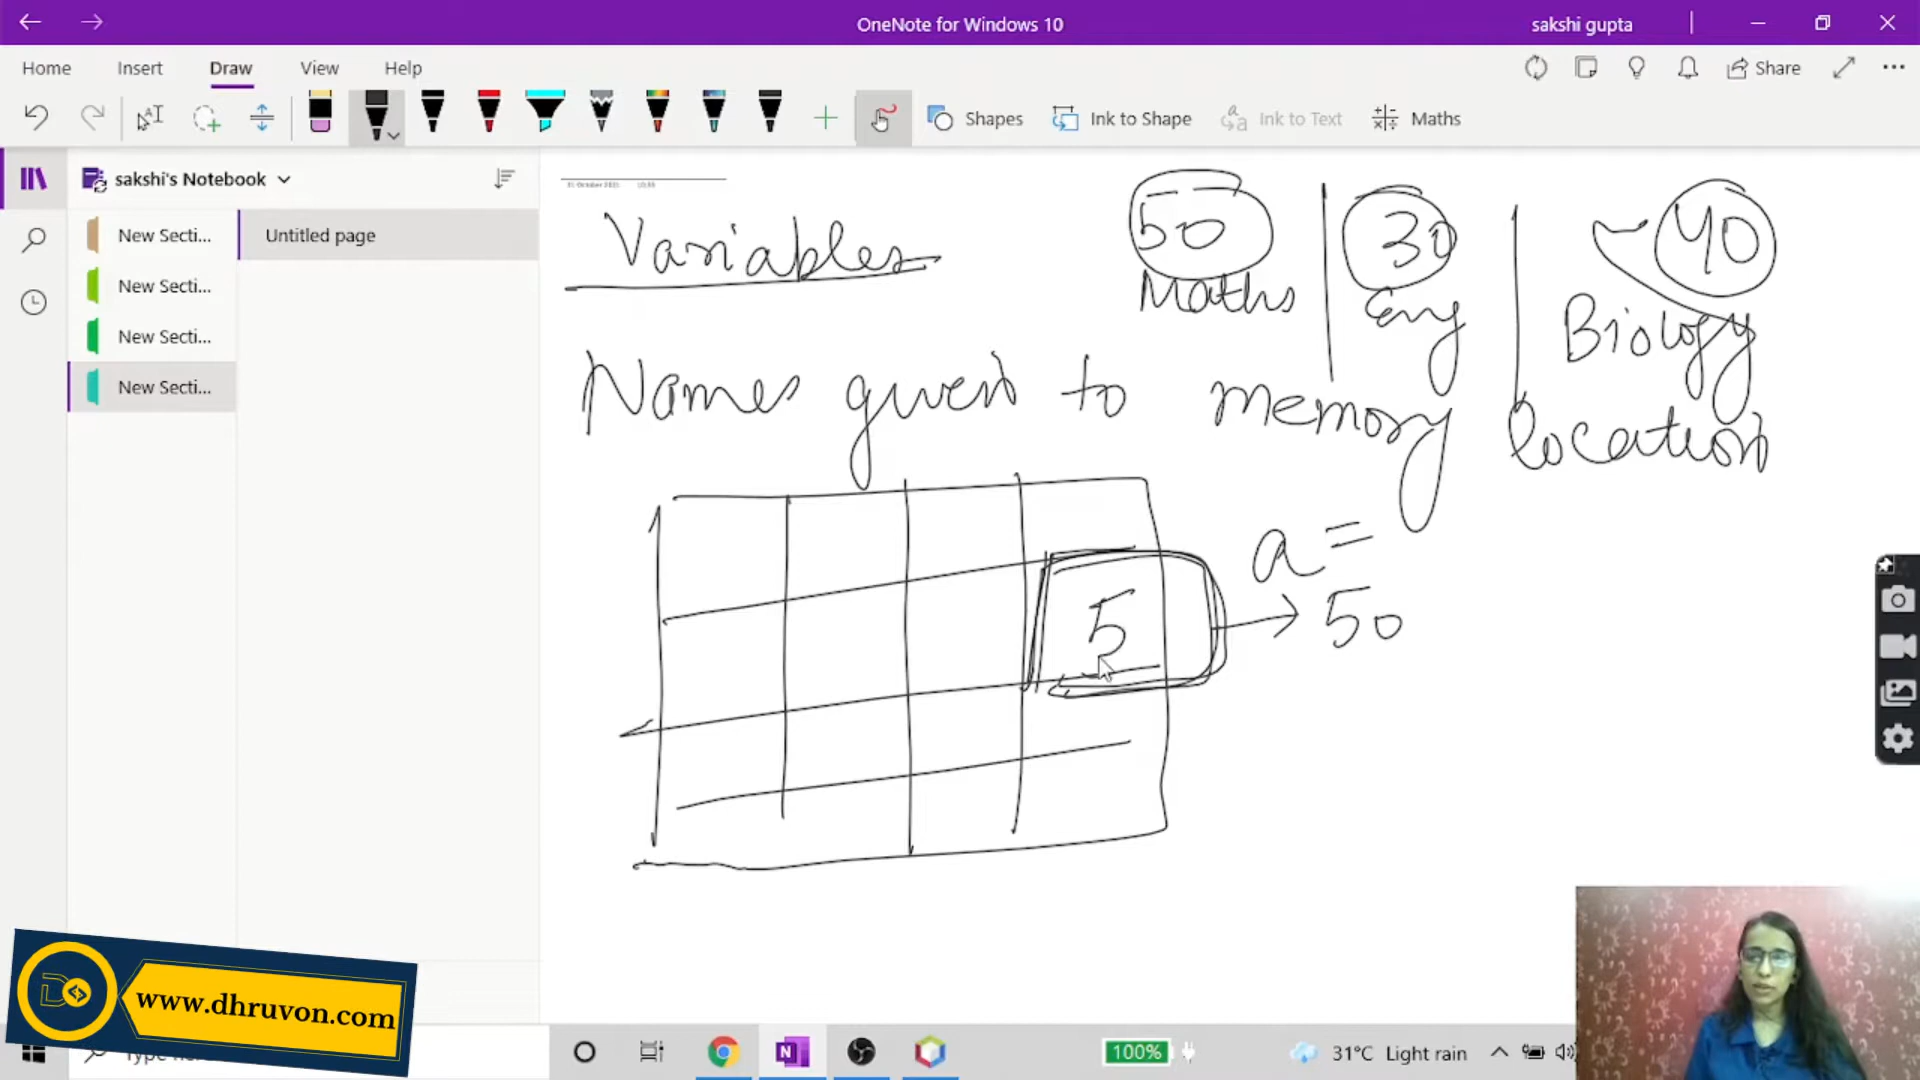 OneNote for Windows 10
sakshi gupta
Home Insert Draw View Help
Share
Shapes Ink to Shape Ink to Text Maths
sakshi's Notebook
New Secti...
New Secti...
New Secti...
New Secti...
Untitled page
Variables
50 30 40
Maths Eng Biology
Names given to memory location
a =
5 50
www.dhruvon.com
100%
31°C Light rain